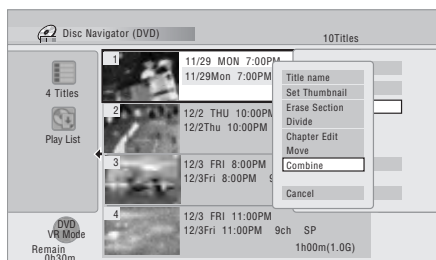 Disc Navigator (DVD)
10Titles
4 Titles
Play List
DVD
VR Mode
Remain
0h30m
1
11/29 MON 7:00PM
11/29Mon 7:00PM
2
12/2 THU 10:00PM
12/2Thu 10:00PM
3
12/3 FRI 8:00PM
12/3Fri 8:00PM 9
4
12/3 FRI 11:00PM
12/3Fri 11:00PM 9ch SP
1h00m(1.0G)
Title name
Set Thumbnail
Erase Section
Divide
Chapter Edit
Move
Combine
Cancel